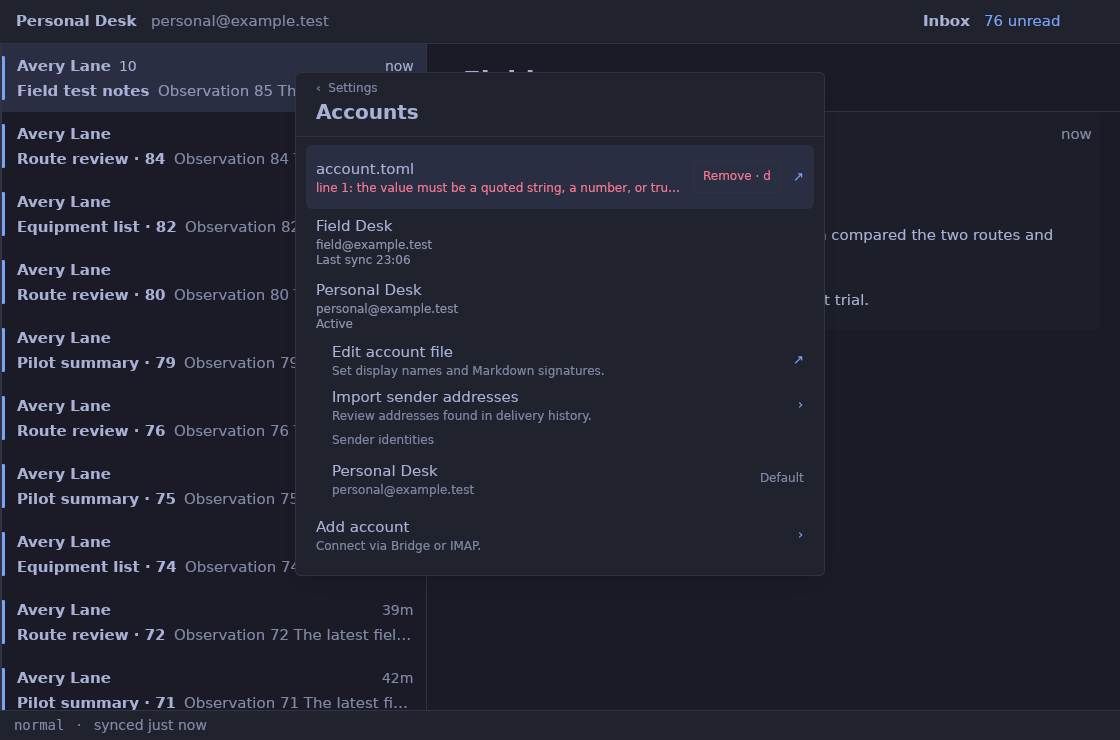 Personal Desk personal@example.test Inbox 76 unread
Avery Lane 10 now
Field test notes Observation 85 Th
Avery Lane
Route review · 84 Observation 84
Avery Lane
Equipment list · 82 Observation 82
Avery Lane
Route review · 80 Observation 80
Avery Lane
Pilot summary · 79 Observation 79
Avery Lane
Route review · 76 Observation 76
Avery Lane
Pilot summary · 75 Observation 75
Avery Lane
Equipment list · 74 Observation 74
Avery Lane 39m
Route review · 72 Observation 72 The latest fiel…
Avery Lane 42m
Pilot summary · 71 Observation 71 The latest fi…
‹ Settings
Accounts
account.toml
line 1: the value must be a quoted string, a number, or tru… Remove · d ↗
Field Desk
field@example.test
Last sync 23:06
Personal Desk
personal@example.test
Active
Edit account file ↗
Set display names and Markdown signatures.
Import sender addresses ›
Review addresses found in delivery history.
Sender identities
Personal Desk
personal@example.test Default
Add account ›
Connect via Bridge or IMAP.
now
compared the two routes and
trial.
normal · synced just now